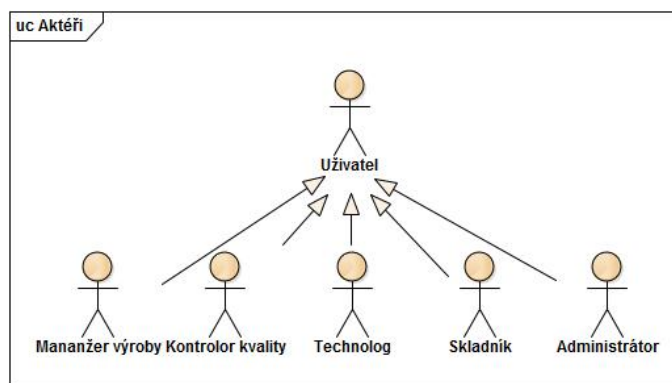 uc Aktéři
Uživatel
Mananžer výroby Kontrolor kvality Technolog Skladník Administrátor